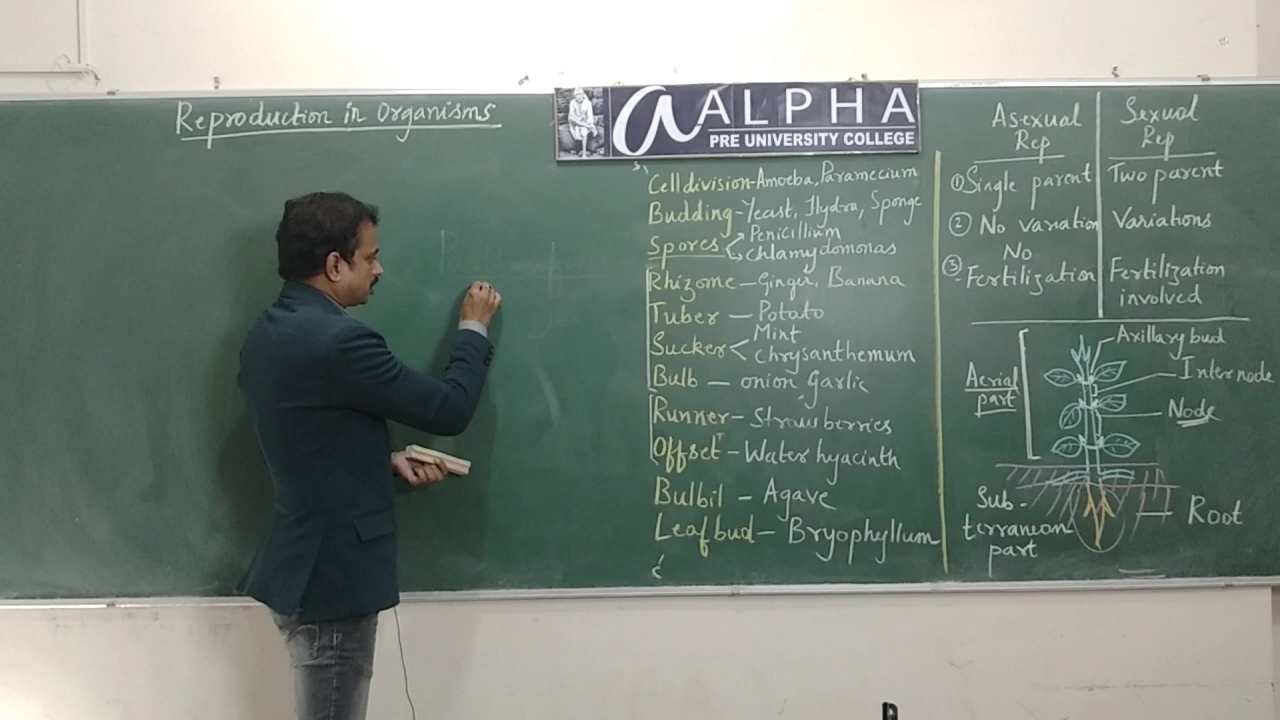 Reproduction in Organisms
ALPHA
PRE UNIVERSITY COLLEGE
Cell division - Amoeba, Paramecium
Budding - Yeast, Hydra, Sponge
Spores Penicillium
Chlamydomonas
Rhizome - Ginger, Banana
Tuber - Potato
Sucker < Mint
chrysanthemum
Bulb - onion, Garlic
Runner - Strawberries
Offset - Water hyacinth
Bulbil - Agave
Leaf bud - Bryophyllum
Asexual Rep
Sexual Rep
① Single parent
Two parent
② No variation
Variations
③ No Fertilization
Fertilization involved
Aerial part
Axillary bud
Internode
Node
Sub-
terranean
part
Root